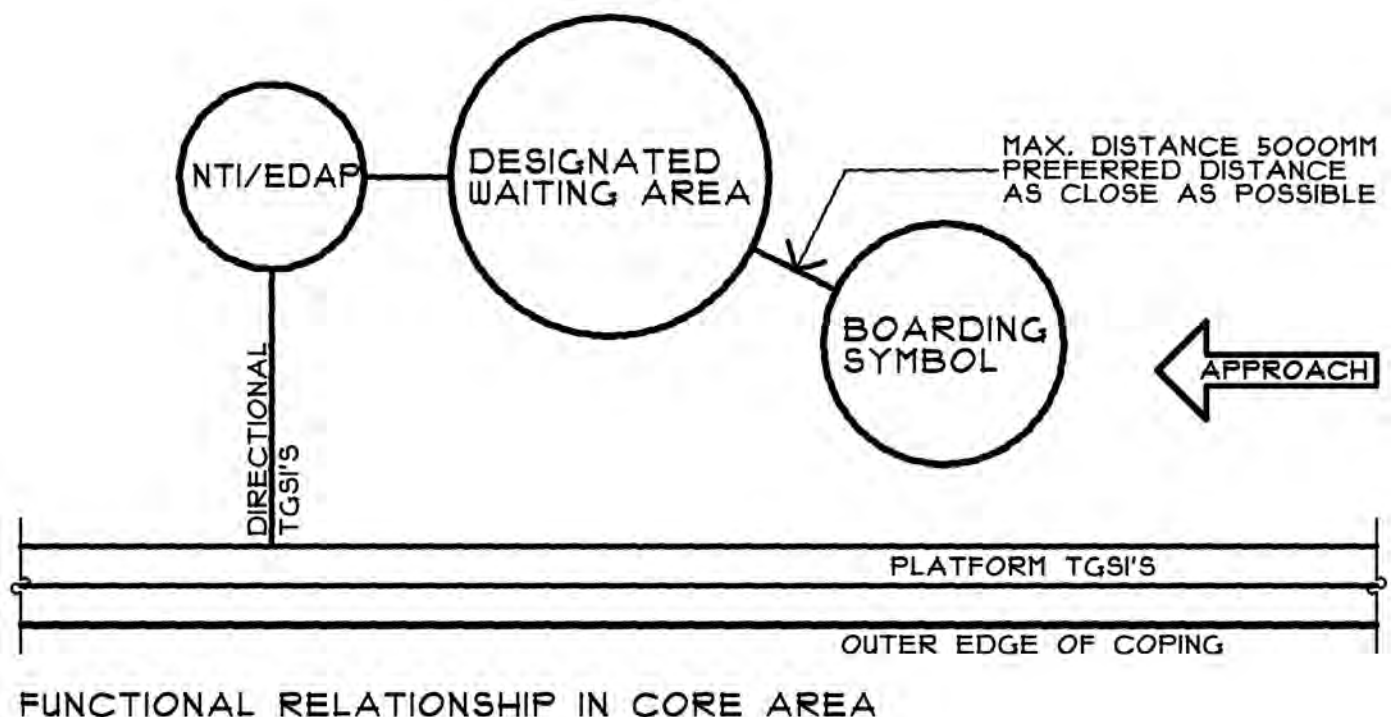 NTI/EDAP
DESIGNATED
WAITING AREA
MAX. DISTANCE 5000MM
PREFERRED DISTANCE
AS CLOSE AS POSSIBLE
BOARDING
SYMBOL
APPROACH
DIRECTIONAL
TGSI'S
PLATFORM TGSI'S
OUTER EDGE OF COPING
FUNCTIONAL RELATIONSHIP IN CORE AREA